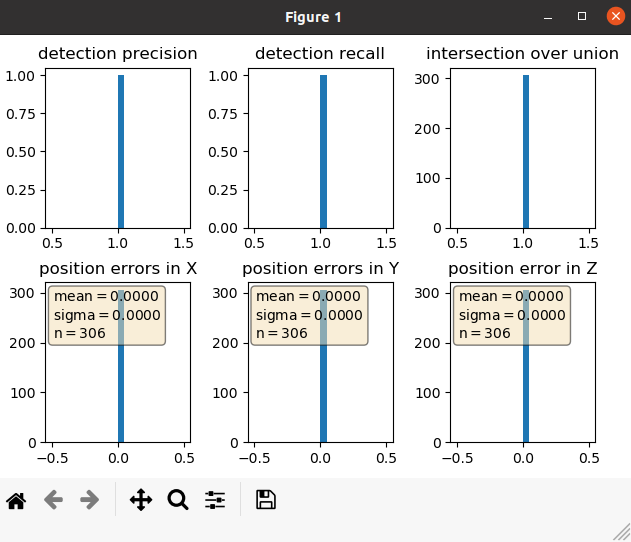 Figure 1
detection precision
detection recall
intersection over union
1.00
0.75
0.50
0.25
0.00
0.5
1.0
1.5
1.00
0.75
0.50
0.25
0.00
0.5
1.0
1.5
300
200
100
0
0.5
1.0
1.5
position errors in X
position errors in Y
position error in Z
300
200
100
0
mean = 0.0000
sigma = 0.0000
n = 306
−0.5
0.0
0.5
300
200
100
0
mean = 0.0000
sigma = 0.0000
n = 306
−0.5
0.0
0.5
300
200
100
0
mean = 0.0000
sigma = 0.0000
n = 306
−0.5
0.0
0.5